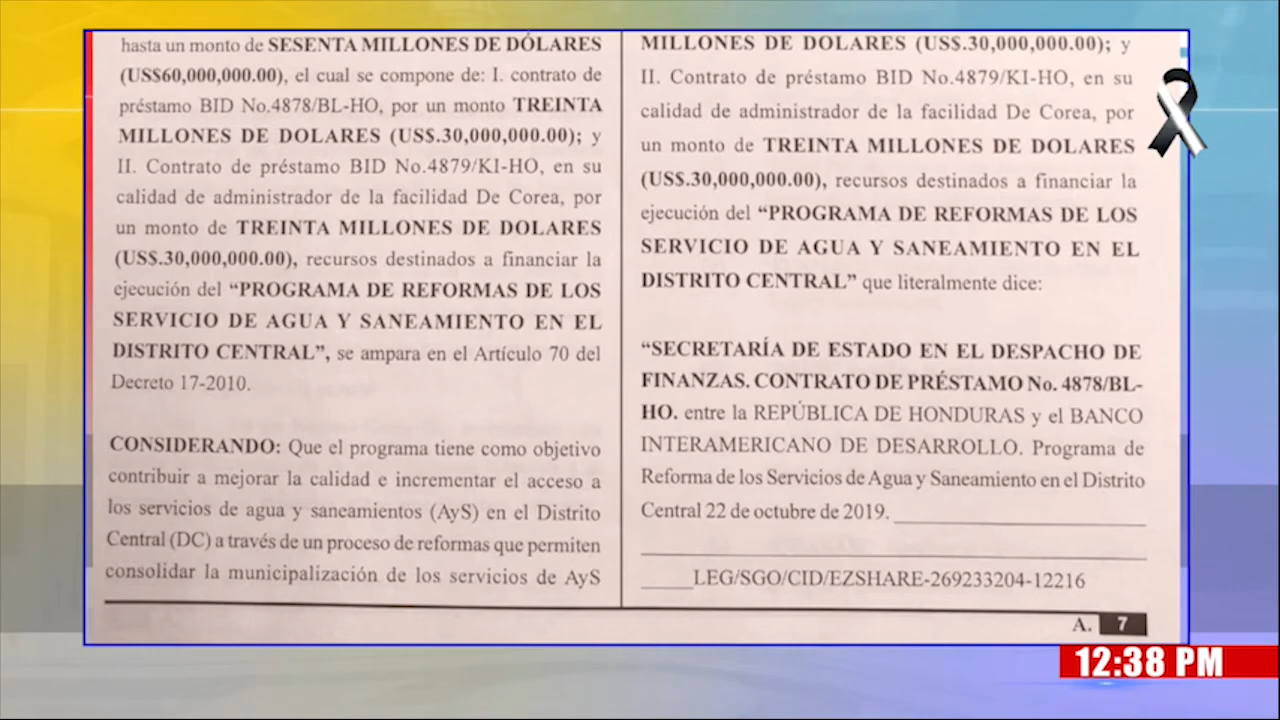 hasta un monto de SESENTA MILLONES DE DÓLARES
(US$60,000,000.00), el cual se compone de: I. contrato de
préstamo BID No.4878/BL-HO, por un monto TREINTA
MILLONES DE DOLARES (US$.30,000,000.00); y
II. Contrato de préstamo BID No.4879/KI-HO, en su
calidad de administrador de la facilidad De Corea, por
un monto de TREINTA MILLONES DE DOLARES
(US$.30,000,000.00), recursos destinados a financiar la
ejecución del “PROGRAMA DE REFORMAS DE LOS
SERVICIO DE AGUA Y SANEAMIENTO EN EL
DISTRITO CENTRAL”, se ampara en el Artículo 70 del
Decreto 17-2010.
CONSIDERANDO: Que el programa tiene como objetivo
contribuir a mejorar la calidad e incrementar el acceso a
los servicios de agua y saneamientos (AyS) en el Distrito
Central (DC) a través de un proceso de reformas que permiten
consolidar la municipalización de los servicios de AyS
MILLONES DE DOLARES (US$.30,000,000.00); y
II. Contrato de préstamo BID No.4879/KI-HO, en su
calidad de administrador de la facilidad De Corea, por
un monto de TREINTA MILLONES DE DOLARES
(US$.30,000,000.00), recursos destinados a financiar la
ejecución del “PROGRAMA DE REFORMAS DE LOS
SERVICIO DE AGUA Y SANEAMIENTO EN EL
DISTRITO CENTRAL” que literalmente dice:
“SECRETARÍA DE ESTADO EN EL DESPACHO DE
FINANZAS. CONTRATO DE PRÉSTAMO No. 4878/BL-
HO. entre la REPÚBLICA DE HONDURAS y el BANCO
INTERAMERICANO DE DESARROLLO. Programa de
Reforma de los Servicios de Agua y Saneamiento en el Distrito
Central 22 de octubre de 2019. ____________________
________________________________________
____LEG/SGO/CID/EZSHARE-269233204-12216
A. 7
12:38 PM